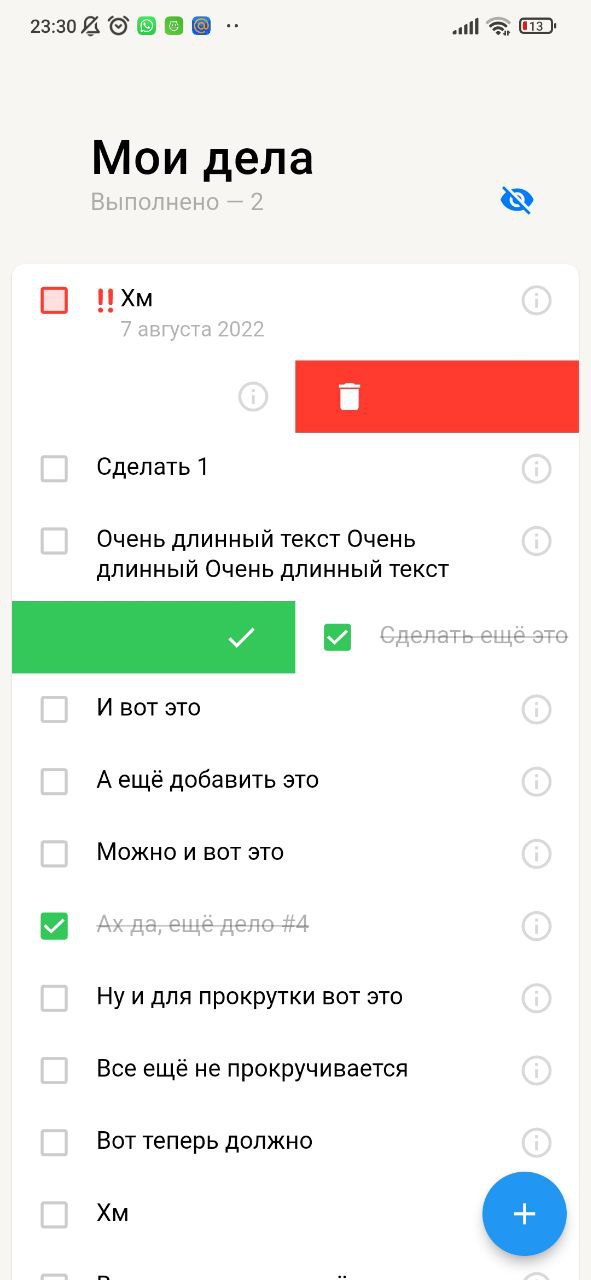 23:30
13
Мои дела
Выполнено — 2
Хм
7 августа 2022
Сделать 1
Очень длинный текст Очень
длинный Очень длинный текст
Сделать ещё это
И вот это
А ещё добавить это
Можно и вот это
Ах да, ещё дело #4
Ну и для прокрутки вот это
Все ещё не прокручивается
Вот теперь должно
Хм